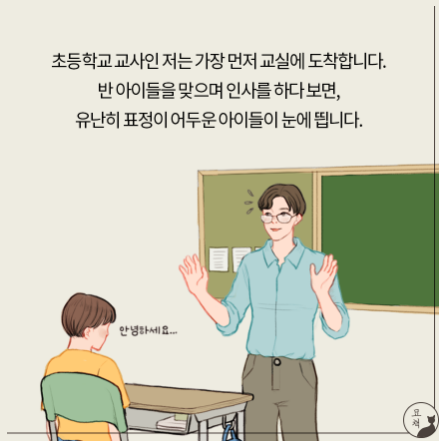 초등학교 교사인 저는 가장 먼저 교실에 도착합니다.
반 아이들을 맞으며 인사를 하다 보면,
유난히 표정이 어두운 아이들이 눈에 띕니다.
안녕하세요...
요
책